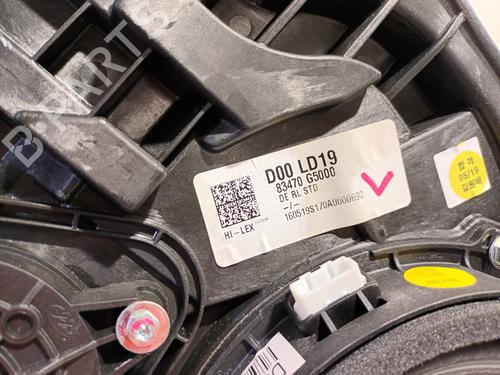 B-PARTS
D00 LD19
83470 G5000
DE RL STD
-/-
160519S170A0000693
HI-LEX
합격
05/19